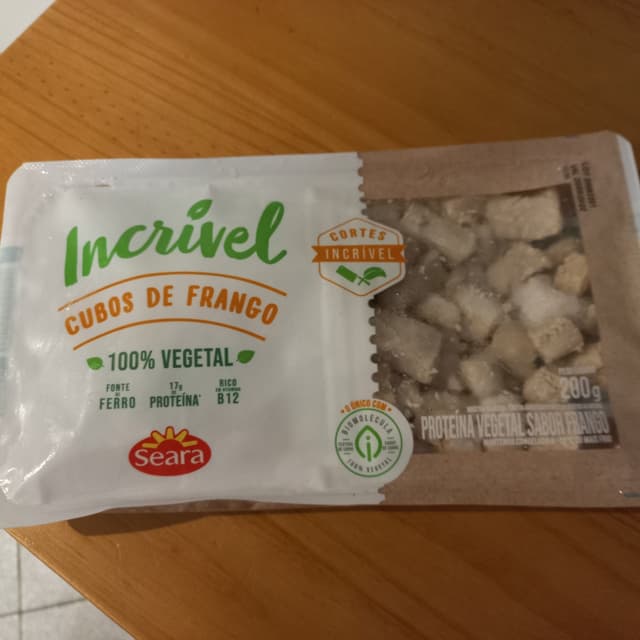 Incrível
CUBOS DE FRANGO
100% VEGETAL
FONTE
DE
FERRO
17g
DE
PROTEÍNA*
RICO
EM VITAMINA
B12
Seara
CORTES
INCRÍVEL
O ÚNICO COM
BIOMOLÉCULA
100% VEGETAL
200g
PROTEÍNA VEGETAL SABOR FRANGO